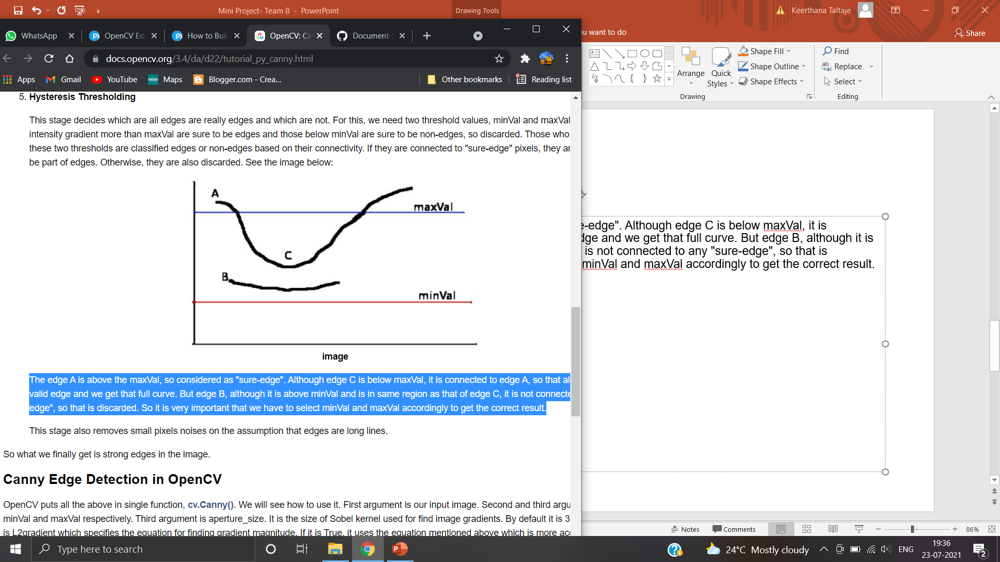 Mini Project- Team 8 - PowerPoint
Drawing Tools
Keerthana Taltaje
WhatsApp
OpenCV Ed
How to Buil
OpenCV: Ca
Document-
u want to do
Share
docs.opencv.org/3.4/da/d22/tutorial_py_canny.html
Apps
Gmail
YouTube
Maps
Blogger.com - Crea...
Other bookmarks
Reading list
Arrange
Quick
Styles
Shape Fill
Shape Outline
Shape Effects
Drawing
Find
Replace
Select
Editing
5. Hysteresis Thresholding
This stage decides which are all edges are really edges and which are not. For this, we need two threshold values, minVal and maxVal
intensity gradient more than maxVal are sure to be edges and those below minVal are sure to be non-edges, so discarded. Those who
these two thresholds are classified edges or non-edges based on their connectivity. If they are connected to "sure-edge" pixels, they ar
be part of edges. Otherwise, they are also discarded. See the image below:
A
maxVal
C
B
minVal
image
The edge A is above the maxVal, so considered as "sure-edge". Although edge C is below maxVal, it is connected to edge A, so that al
valid edge and we get that full curve. But edge B, although it is above minVal and is in same region as that of edge C, it is not connecte
edge", so that is discarded. So it is very important that we have to select minVal and maxVal accordingly to get the correct result.
This stage also removes small pixels noises on the assumption that edges are long lines.
So what we finally get is strong edges in the image.
Canny Edge Detection in OpenCV
OpenCV puts all the above in single function, cv.Canny(). We will see how to use it. First argument is our input image. Second and third argu
minVal and maxVal respectively. Third argument is aperture_size. It is the size of Sobel kernel used for find image gradients. By default it is 3
is L2gradient which specifies the equation for finding gradient magnitude. If it is True, it uses the equation mentioned above which is more acc
e-edge". Although edge C is below maxVal, it is
dge and we get that full curve. But edge B, although it is
is not connected to any "sure-edge", so that is
minVal and maxVal accordingly to get the correct result.
Notes
Comments
86%
Type here to search
24°C Mostly cloudy
ENG
19:36
23-07-2021
2